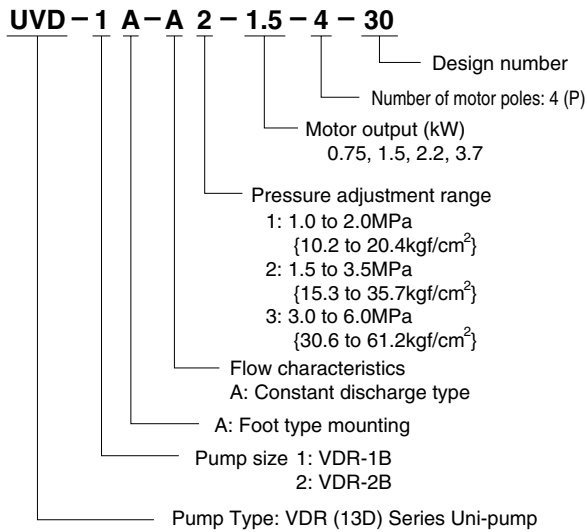 UVD – 1 A – A 2 – 1.5 – 4 – 30
Design number
Number of motor poles: 4 (P)
Motor output (kW)
0.75, 1.5, 2.2, 3.7
Pressure adjustment range
1: 1.0 to 2.0MPa
{10.2 to 20.4kgf/cm²}
2: 1.5 to 3.5MPa
{15.3 to 35.7kgf/cm²}
3: 3.0 to 6.0MPa
{30.6 to 61.2kgf/cm²}
Flow characteristics
A: Constant discharge type
A: Foot type mounting
Pump size 1: VDR-1B
2: VDR-2B
Pump Type: VDR (13D) Series Uni-pump